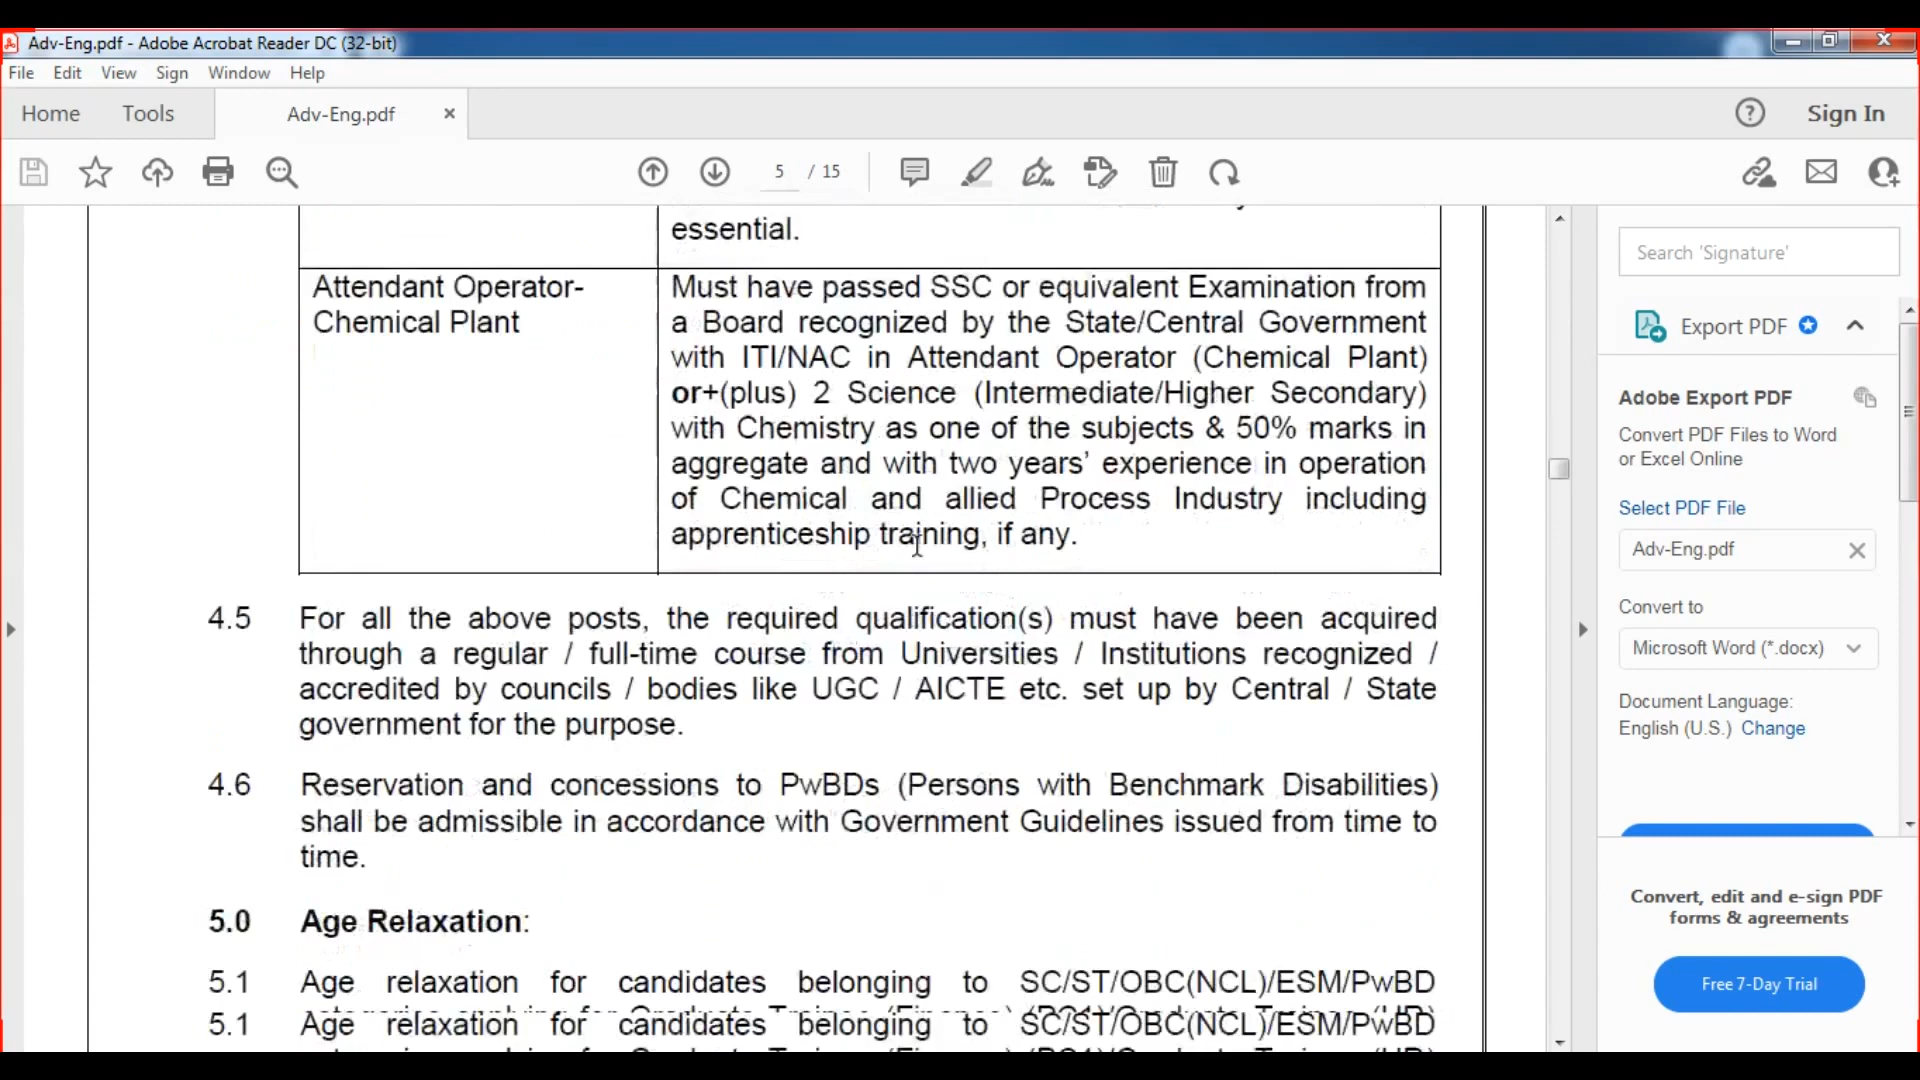 Adv-Eng.pdf - Adobe Acrobat Reader DC (32-bit)
File Edit View Sign Window Help
Home Tools Adv-Eng.pdf Sign In
5 / 15
essential.
Attendant Operator-
Chemical Plant
Must have passed SSC or equivalent Examination from
a Board recognized by the State/Central Government
with ITI/NAC in Attendant Operator (Chemical Plant)
or+(plus) 2 Science (Intermediate/Higher Secondary)
with Chemistry as one of the subjects & 50% marks in
aggregate and with two years' experience in operation
of Chemical and allied Process Industry including
apprenticeship training, if any.
4.5 For all the above posts, the required qualification(s) must have been acquired
through a regular / full-time course from Universities / Institutions recognized /
accredited by councils / bodies like UGC / AICTE etc. set up by Central / State
government for the purpose.
4.6 Reservation and concessions to PwBDs (Persons with Benchmark Disabilities)
shall be admissible in accordance with Government Guidelines issued from time to
time.
5.0 Age Relaxation:
5.1 Age relaxation for candidates belonging to SC/ST/OBC(NCL)/ESM/PwBD
5.1 Age relaxation for candidates belonging to SC/ST/OBC(NCL)/ESM/PwBD
Search 'Signature'
Export PDF
Adobe Export PDF
Convert PDF Files to Word
or Excel Online
Select PDF File
Adv-Eng.pdf
Convert to
Microsoft Word (*.docx)
Document Language:
English (U.S.) Change
Convert, edit and e-sign PDF
forms & agreements
Free 7-Day Trial